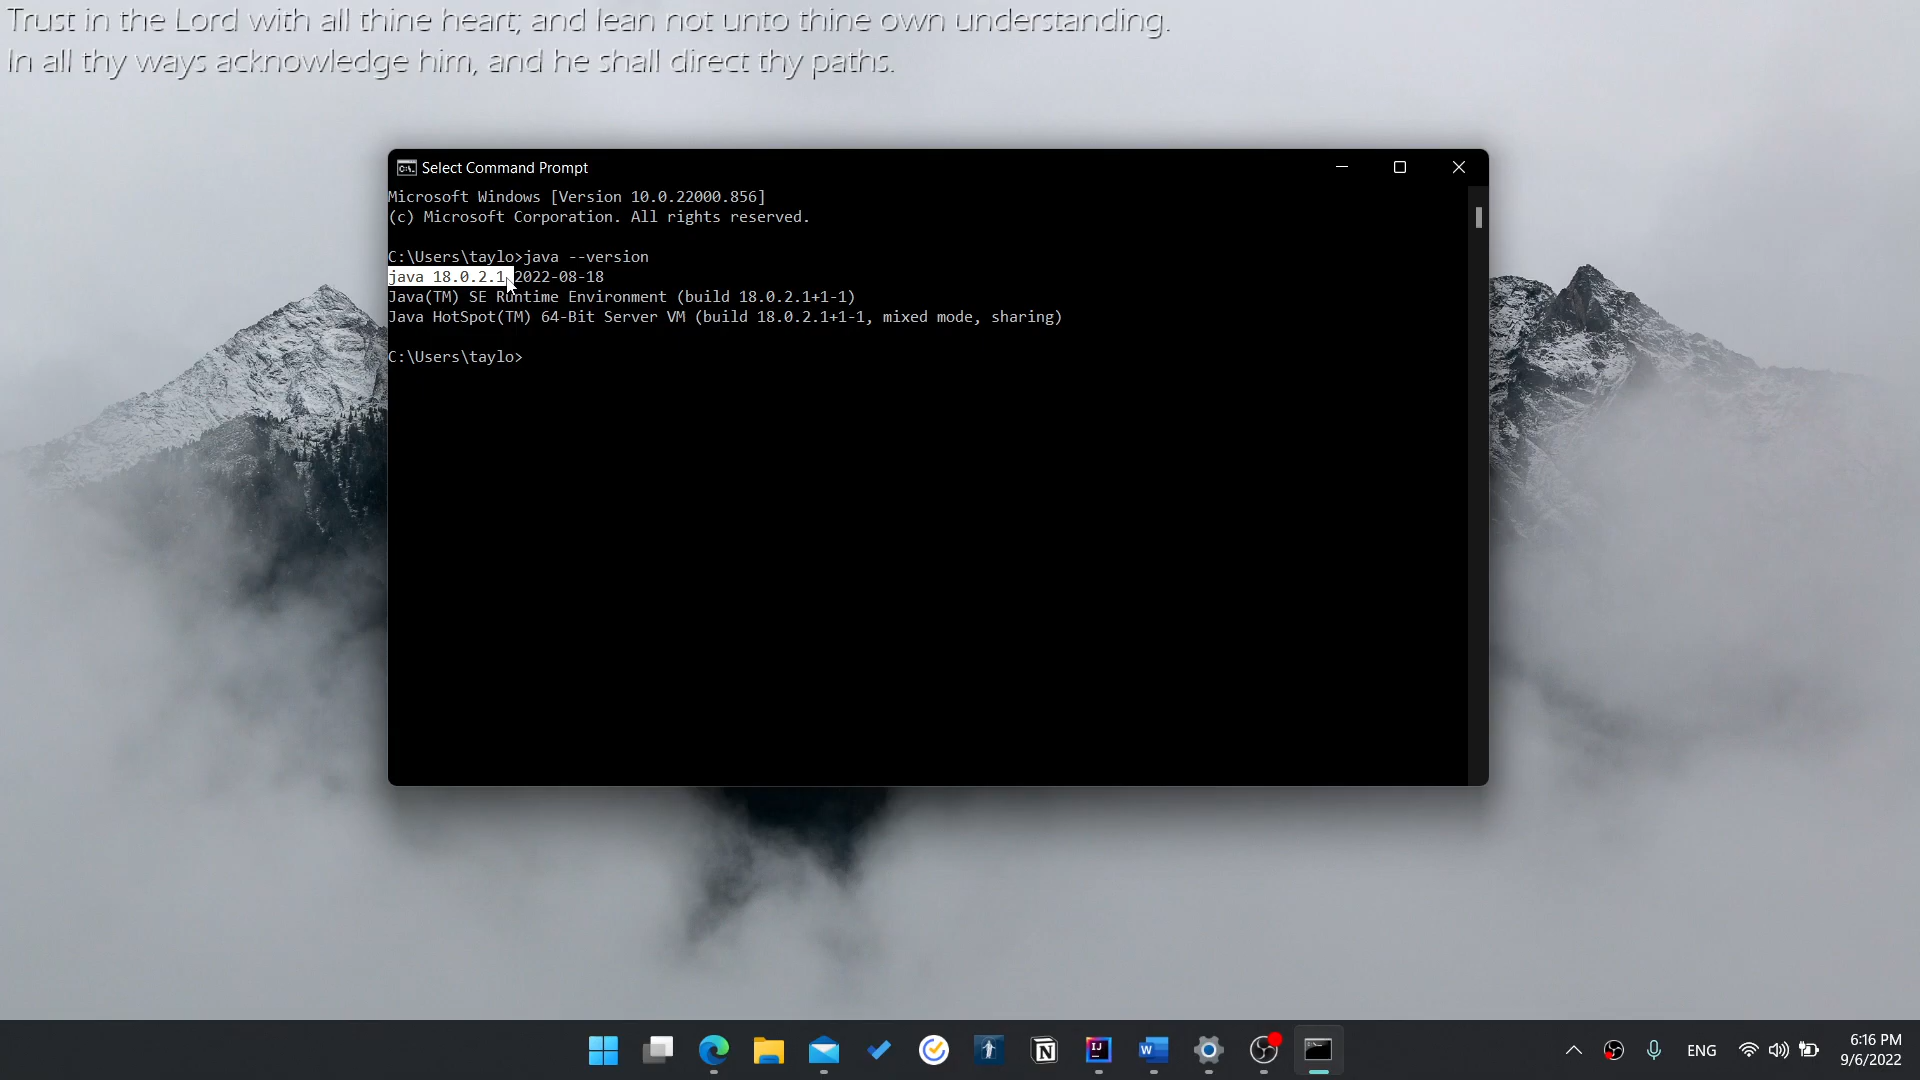 Trust in the Lord with all thine heart; and lean not unto thine own understanding.
In all thy ways acknowledge him, and he shall direct thy paths.
Select Command Prompt
Microsoft Windows [Version 10.0.22000.856]
(c) Microsoft Corporation. All rights reserved.
C:\Users\taylo>java --version
java 18.0.2.1 2022-08-18
Java(TM) SE Runtime Environment (build 18.0.2.1+1-1)
Java HotSpot(TM) 64-Bit Server VM (build 18.0.2.1+1-1, mixed mode, sharing)
C:\Users\taylo>
ENG
6:16 PM
9/6/2022